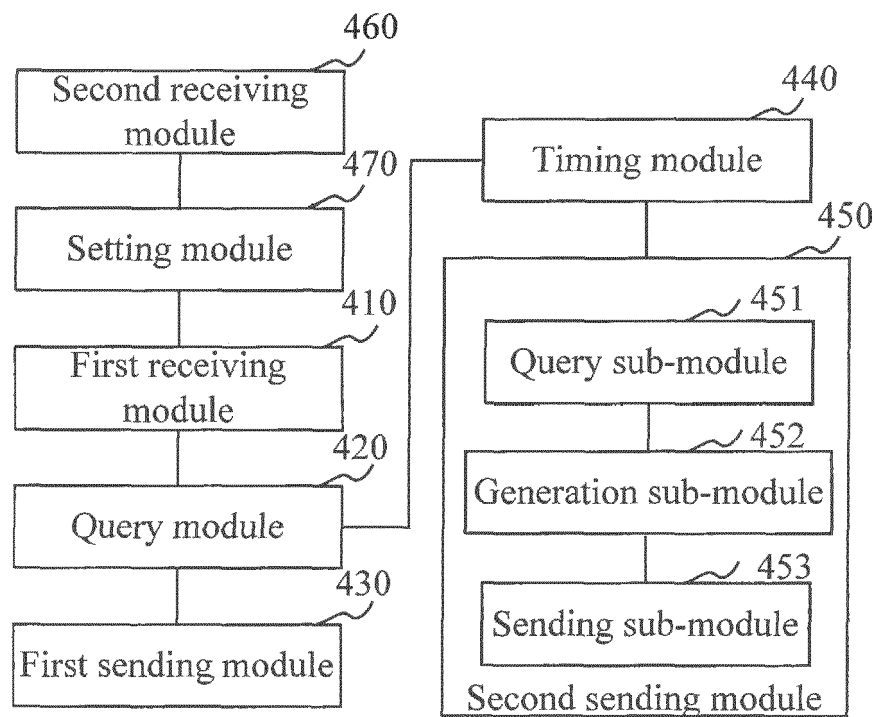 460
Second receiving
module
470
Setting module
410
First receiving
module
420
Query module
430
First sending module
440
Timing module
450
451
Query sub-module
452
Generation sub-module
453
Sending sub-module
Second sending module